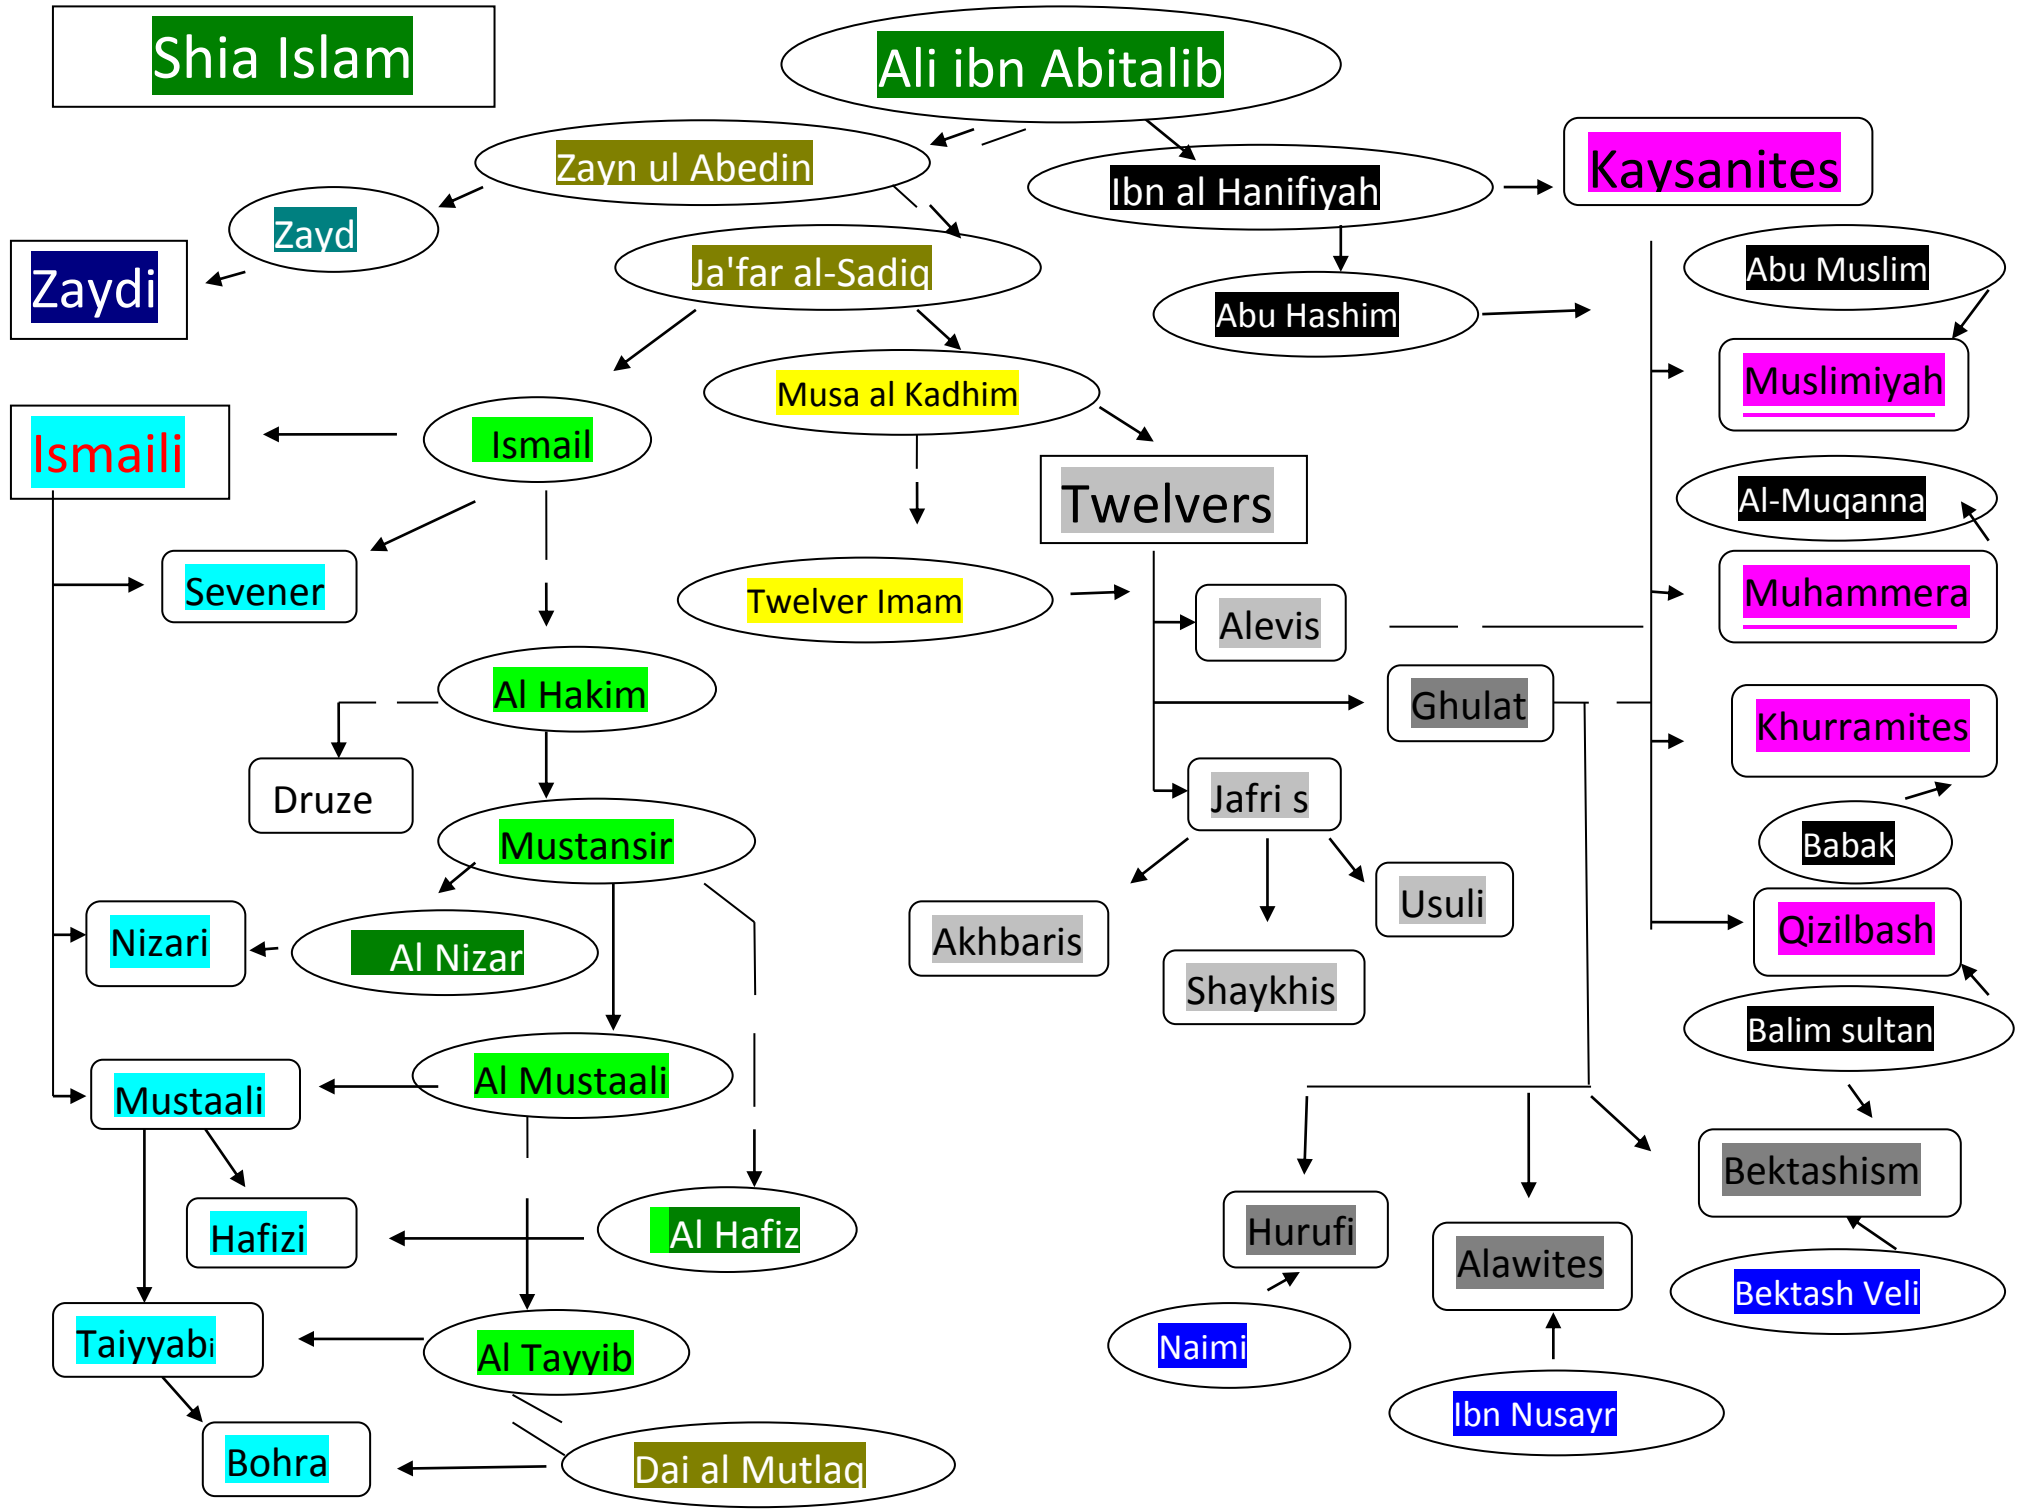 Shia Islam
Ali ibn Abitalib
Zayn ul Abedin
Ibn al Hanifiyah
Kaysanites
Zayd
Zaydi
Ja'far al-Sadiq
Abu Hashim
Abu Muslim
Muslimiyah
Musa al Kadhim
Ismail
Ismaili
Twelvers
Al-Muqanna
Sevener
Twelver Imam
Alevis
Muhammera
Al Hakim
Ghulat
Khurramites
Druze
Jafri s
Mustansir
Babak
Usuli
Akhbaris
Shaykhis
Qizilbash
Nizari
Al Nizar
Balim sultan
Al Mustaali
Mustaali
Bektashism
Hafizi
Al Hafiz
Hurufi
Alawites
Bektash Veli
Taiyyabi
Al Tayyib
Naimi
Ibn Nusayr
Bohra
Dai al Mutlaq